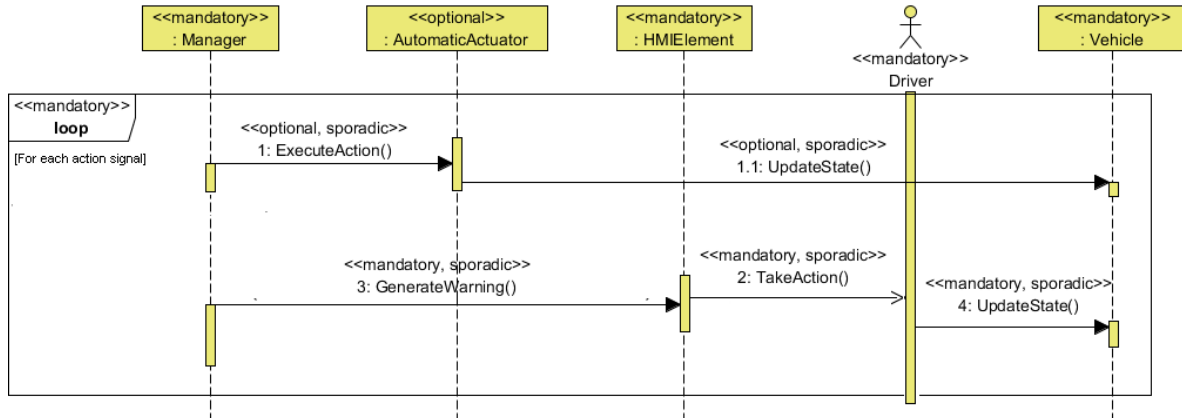 <<mandatory>>
: Manager
<<optional>>
: AutomaticActuator
<<mandatory>>
: HMIElement
<<mandatory>>
Driver
<<mandatory>>
: Vehicle
<<mandatory>>
loop
[For each action signal]
<<optional, sporadic>>
1: ExecuteAction()
<<optional, sporadic>>
1.1: UpdateState()
<<mandatory, sporadic>>
3: GenerateWarning()
<<mandatory, sporadic>>
2: TakeAction()
<<mandatory, sporadic>>
4: UpdateState()